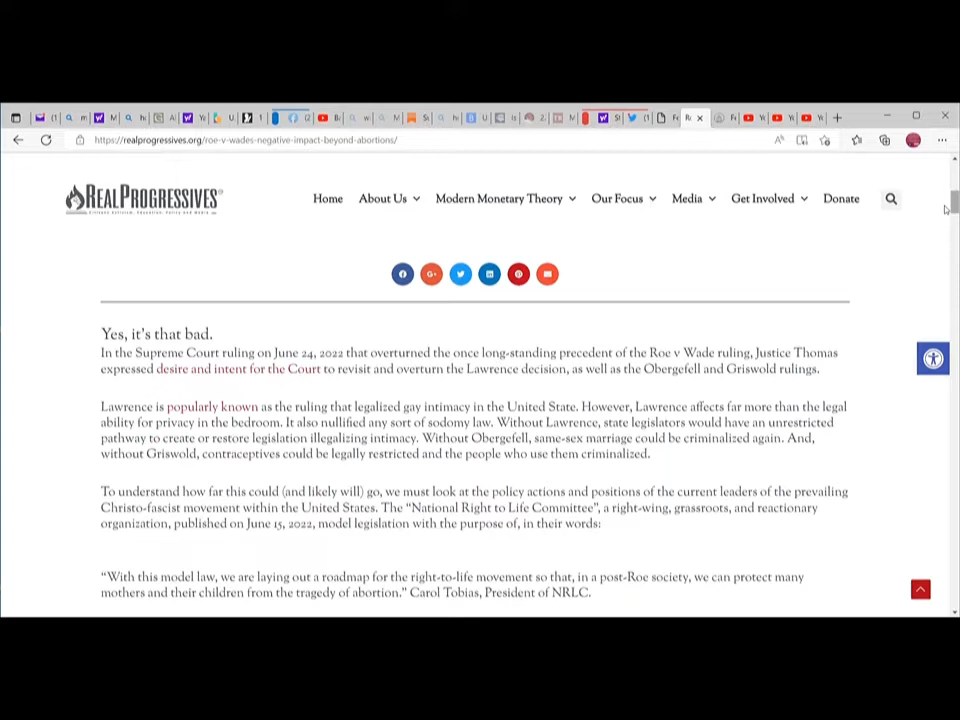 https://realprogressives.org/roe-v-wades-negative-impact-beyond-abortions/
REALPROGRESSIVES
Home About Us Modern Monetary Theory Our Focus Media Get Involved Donate
Yes, it's that bad.
In the Supreme Court ruling on June 24, 2022 that overturned the once long-standing precedent of the Roe v Wade ruling, Justice Thomas
expressed desire and intent for the Court to revisit and overturn the Lawrence decision, as well as the Obergefell and Griswold rulings.
Lawrence is popularly known as the ruling that legalized gay intimacy in the United State. However, Lawrence affects far more than the legal
ability for privacy in the bedroom. It also nullified any sort of sodomy law. Without Lawrence, state legislators would have an unrestricted
pathway to create or restore legislation illegalizing intimacy. Without Obergefell, same-sex marriage could be criminalized again. And,
without Griswold, contraceptives could be legally restricted and the people who use them criminalized.
To understand how far this could (and likely will) go, we must look at the policy actions and positions of the current leaders of the prevailing
Christo-fascist movement within the United States. The “National Right to Life Committee”, a right-wing, grassroots, and reactionary
organization, published on June 15, 2022, model legislation with the purpose of, in their words:
“With this model law, we are laying out a roadmap for the right-to-life movement so that, in a post-Roe society, we can protect many
mothers and their children from the tragedy of abortion.” Carol Tobias, President of NRLC.